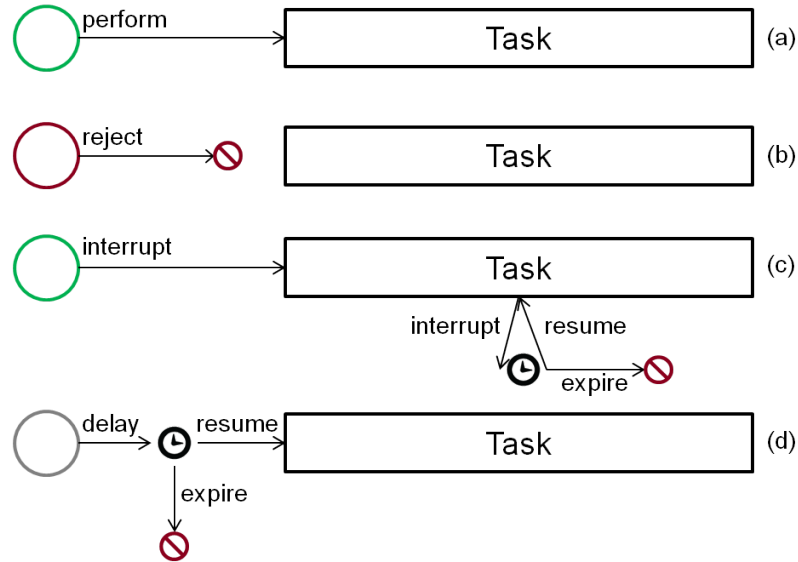 perform
Task
(a)
reject
Task
(b)
interrupt
Task
(c)
interrupt
resume
expire
delay
resume
Task
(d)
expire